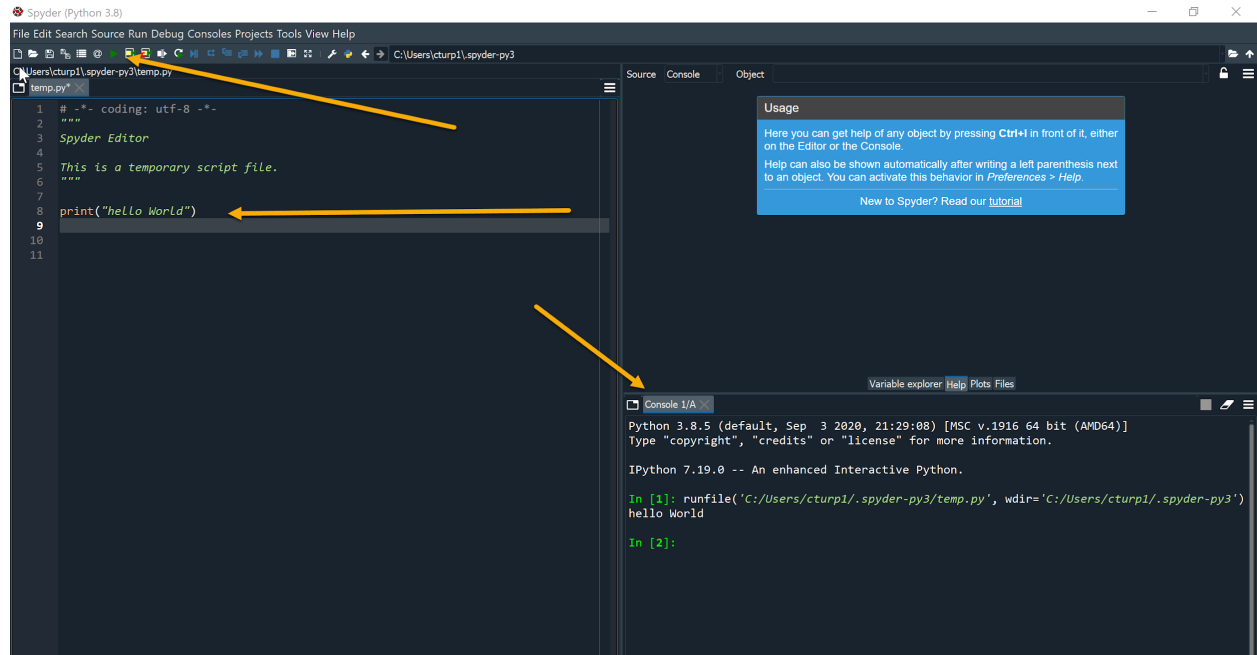 Spyder (Python 3.8)
File Edit Search Source Run Debug Consoles Projects Tools View Help
C:\Users\cturp1\.spyder-py3
C:\Users\cturp1\.spyder-py3\temp.py
temp.py*
1 # -*- coding: utf-8 -*-
2 """
3 Spyder Editor
4
5 This is a temporary script file.
6 """
7
8 print("hello World")
9
10
11
Source Console Object
Usage
Here you can get help of any object by pressing Ctrl+I in front of it, either
on the Editor or the Console.
Help can also be shown automatically after writing a left parenthesis next
to an object. You can activate this behavior in Preferences > Help.
New to Spyder? Read our tutorial
Variable explorer Help Plots Files
Console 1/A
Python 3.8.5 (default, Sep  3 2020, 21:29:08) [MSC v.1916 64 bit (AMD64)]
Type "copyright", "credits" or "license" for more information.
IPython 7.19.0 -- An enhanced Interactive Python.
In [1]: runfile('C:/Users/cturp1/.spyder-py3/temp.py', wdir='C:/Users/cturp1/.spyder-py3')
hello World
In [2]: